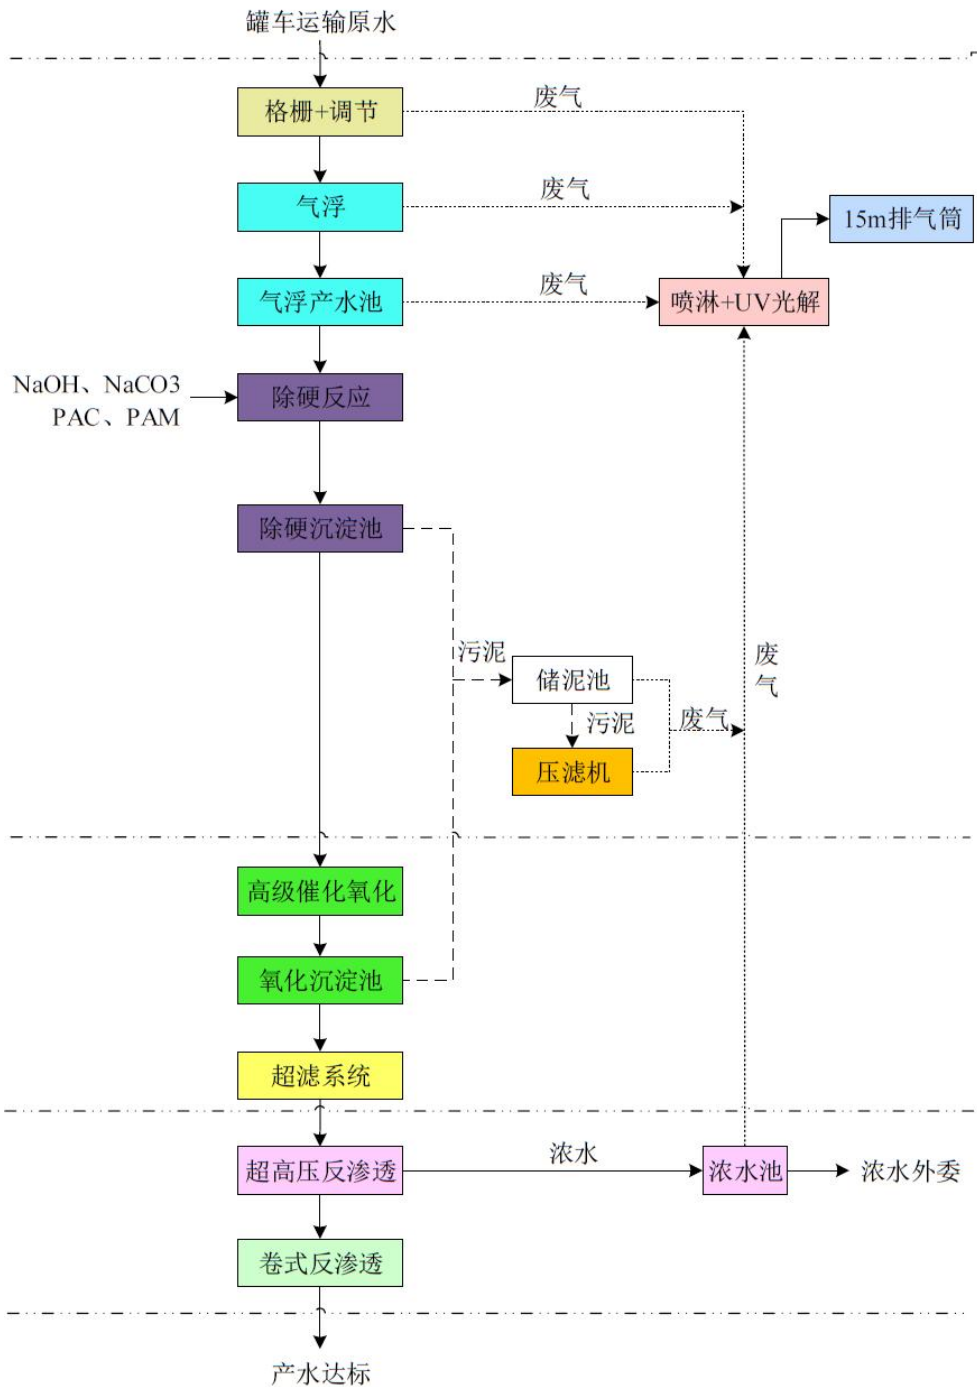 罐车运输原水
格栅+调节
废气
气浮
废气
15m排气筒
气浮产水池
废气
喷淋+UV光解
NaOH、NaCO3
PAC、PAM
除硬反应
除硬沉淀池
污泥
储泥池
废
气
污泥
废气
压滤机
高级催化氧化
氧化沉淀池
超滤系统
超高压反渗透
浓水
浓水池
浓水外委
卷式反渗透
产水达标